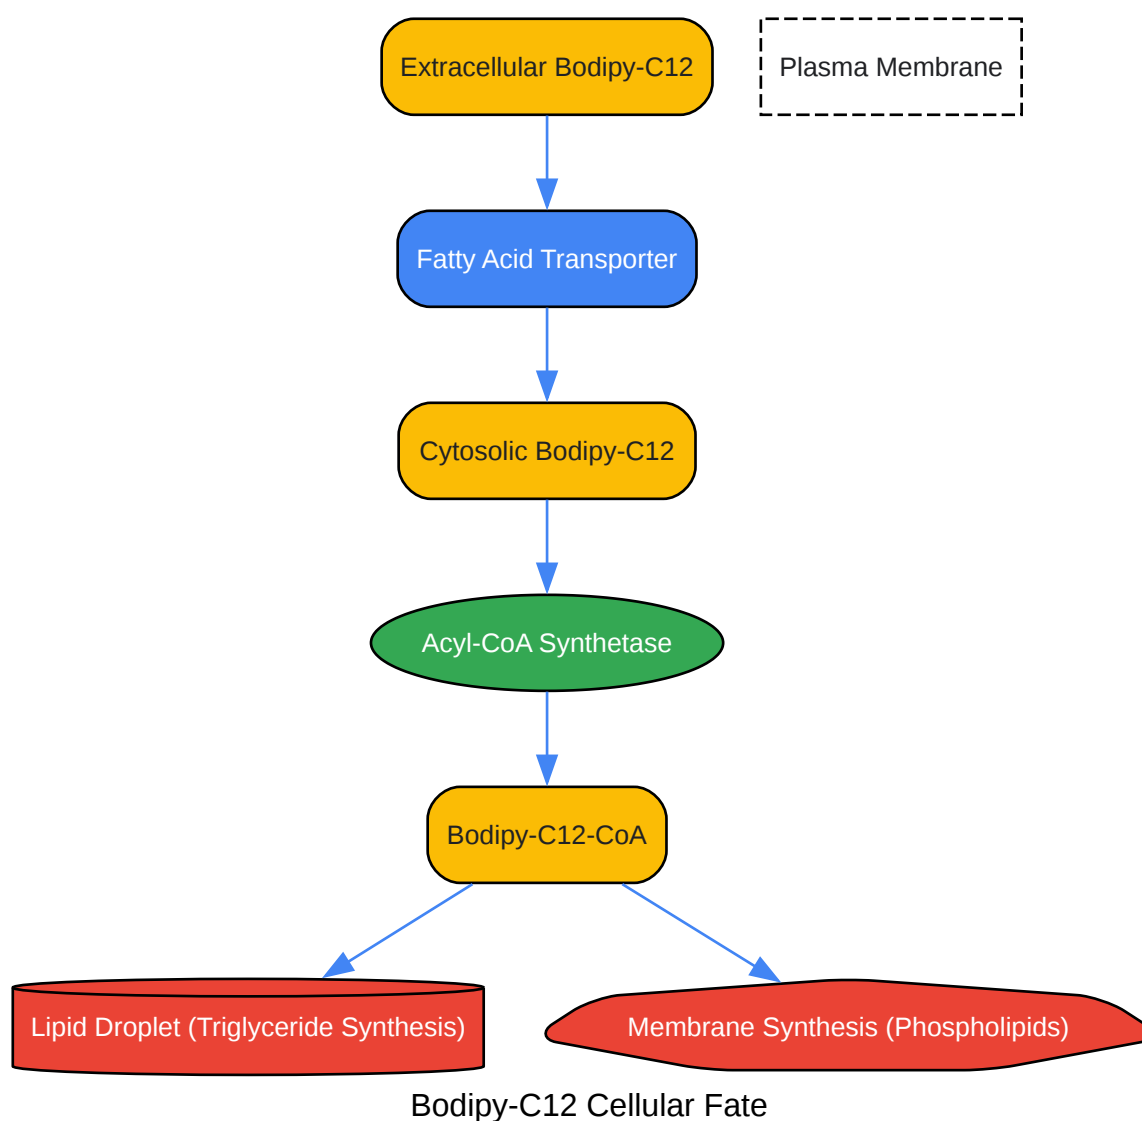 Extracellular Bodipy-C12
Plasma Membrane
Fatty Acid Transporter
Cytosolic Bodipy-C12
Acyl-CoA Synthetase
Bodipy-C12-CoA
Lipid Droplet (Triglyceride Synthesis)
Membrane Synthesis (Phospholipids)
Bodipy-C12 Cellular Fate